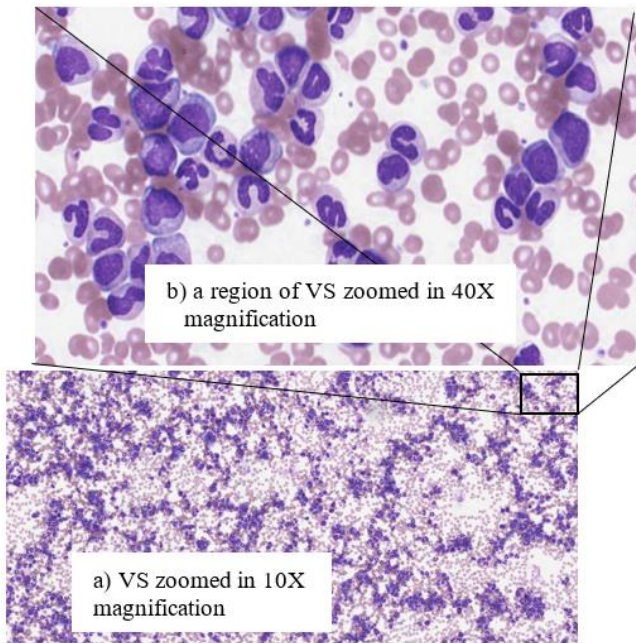 b) a region of VS zoomed in 40X
magnification
a) VS zoomed in 10X
magnification